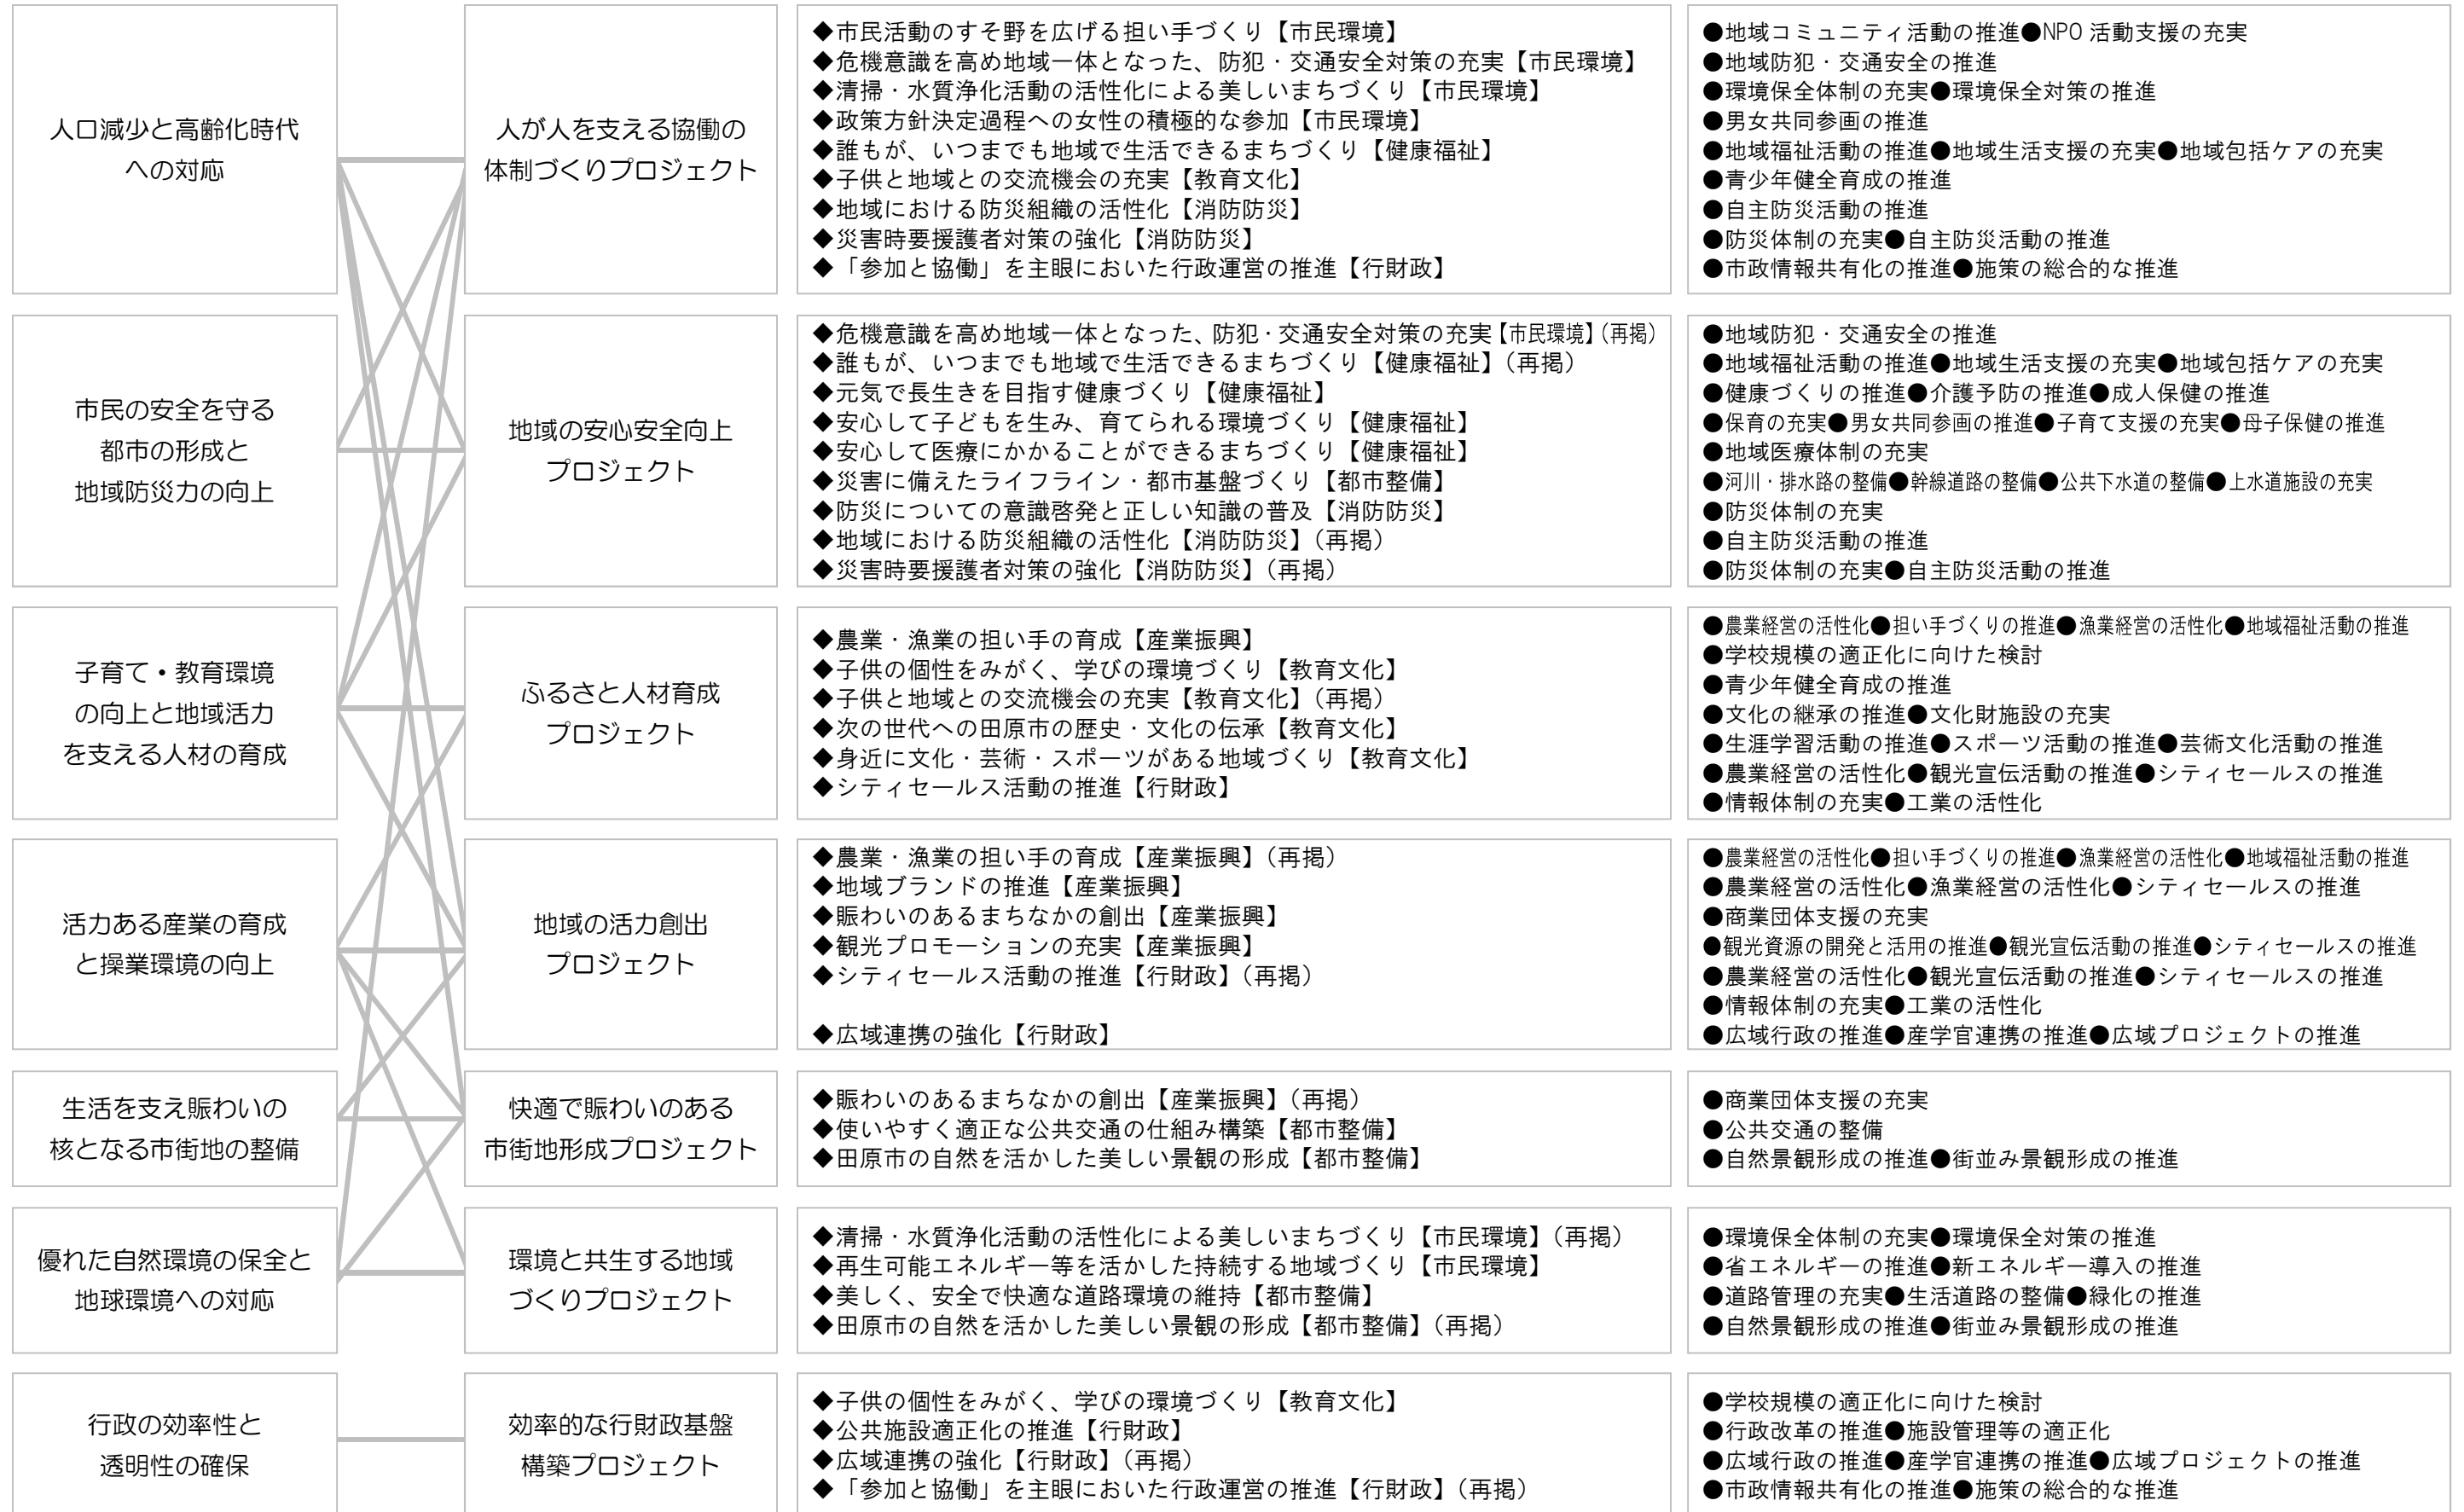 人口減少と高齢化時代
への対応
人が人を支える協働の
体制づくりプロジェクト
◆市民活動のすそ野を広げる担い手づくり【市民環境】
◆危機意識を高め地域一体となった、防犯・交通安全対策の充実【市民環境】
◆清掃・水質浄化活動の活性化による美しいまちづくり【市民環境】
◆政策方針決定過程への女性の積極的な参加【市民環境】
◆誰もが、いつまでも地域で生活できるまちづくり【健康福祉】
◆子供と地域との交流機会の充実【教育文化】
◆地域における防災組織の活性化【消防防災】
◆災害時要援護者対策の強化【消防防災】
◆「参加と協働」を主眼においた行政運営の推進【行財政】
●地域コミュニティ活動の推進●NPO 活動支援の充実
●地域防犯・交通安全の推進
●環境保全体制の充実●環境保全対策の推進
●男女共同参画の推進
●地域福祉活動の推進●地域生活支援の充実●地域包括ケアの充実
●青少年健全育成の推進
●自主防災活動の推進
●防災体制の充実●自主防災活動の推進
●市政情報共有化の推進●施策の総合的な推進
市民の安全を守る
都市の形成と
地域防災力の向上
地域の安心安全向上
プロジェクト
◆危機意識を高め地域一体となった、防犯・交通安全対策の充実【市民環境】（再掲）
◆誰もが、いつまでも地域で生活できるまちづくり【健康福祉】（再掲）
◆元気で長生きを目指す健康づくり【健康福祉】
◆安心して子どもを生み、育てられる環境づくり【健康福祉】
◆安心して医療にかかることができるまちづくり【健康福祉】
◆災害に備えたライフライン・都市基盤づくり【都市整備】
◆防災についての意識啓発と正しい知識の普及【消防防災】
◆地域における防災組織の活性化【消防防災】（再掲）
◆災害時要援護者対策の強化【消防防災】（再掲）
●地域防犯・交通安全の推進
●地域福祉活動の推進●地域生活支援の充実●地域包括ケアの充実
●健康づくりの推進●介護予防の推進●成人保健の推進
●保育の充実●男女共同参画の推進●子育て支援の充実●母子保健の推進
●地域医療体制の充実
●河川・排水路の整備●幹線道路の整備●公共下水道の整備●上水道施設の充実
●防災体制の充実
●自主防災活動の推進
●防災体制の充実●自主防災活動の推進
子育て・教育環境
の向上と地域活力
を支える人材の育成
ふるさと人材育成
プロジェクト
◆農業・漁業の担い手の育成【産業振興】
◆子供の個性をみがく、学びの環境づくり【教育文化】
◆子供と地域との交流機会の充実【教育文化】（再掲）
◆次の世代への田原市の歴史・文化の伝承【教育文化】
◆身近に文化・芸術・スポーツがある地域づくり【教育文化】
◆シティセールス活動の推進【行財政】
●農業経営の活性化●担い手づくりの推進●漁業経営の活性化●地域福祉活動の推進
●学校規模の適正化に向けた検討
●青少年健全育成の推進
●文化の継承の推進●文化財施設の充実
●生涯学習活動の推進●スポーツ活動の推進●芸術文化活動の推進
●農業経営の活性化●観光宣伝活動の推進●シティセールスの推進
●情報体制の充実●工業の活性化
活力ある産業の育成
と操業環境の向上
地域の活力創出
プロジェクト
◆農業・漁業の担い手の育成【産業振興】（再掲）
◆地域ブランドの推進【産業振興】
◆賑わいのあるまちなかの創出【産業振興】
◆観光プロモーションの充実【産業振興】
◆シティセールス活動の推進【行財政】（再掲）
◆広域連携の強化【行財政】
●農業経営の活性化●担い手づくりの推進●漁業経営の活性化●地域福祉活動の推進
●農業経営の活性化●漁業経営の活性化●シティセールスの推進
●商業団体支援の充実
●観光資源の開発と活用の推進●観光宣伝活動の推進●シティセールスの推進
●農業経営の活性化●観光宣伝活動の推進●シティセールスの推進
●情報体制の充実●工業の活性化
●広域行政の推進●産学官連携の推進●広域プロジェクトの推進
生活を支え賑わいの
核となる市街地の整備
快適で賑わいのある
市街地形成プロジェクト
◆賑わいのあるまちなかの創出【産業振興】（再掲）
◆使いやすく適正な公共交通の仕組み構築【都市整備】
◆田原市の自然を活かした美しい景観の形成【都市整備】
●商業団体支援の充実
●公共交通の整備
●自然景観形成の推進●街並み景観形成の推進
優れた自然環境の保全と
地球環境への対応
環境と共生する地域
づくりプロジェクト
◆清掃・水質浄化活動の活性化による美しいまちづくり【市民環境】（再掲）
◆再生可能エネルギー等を活かした持続する地域づくり【市民環境】
◆美しく、安全で快適な道路環境の維持【都市整備】
◆田原市の自然を活かした美しい景観の形成【都市整備】（再掲）
●環境保全体制の充実●環境保全対策の推進
●省エネルギーの推進●新エネルギー導入の推進
●道路管理の充実●生活道路の整備●緑化の推進
●自然景観形成の推進●街並み景観形成の推進
行政の効率性と
透明性の確保
効率的な行財政基盤
構築プロジェクト
◆子供の個性をみがく、学びの環境づくり【教育文化】
◆公共施設適正化の推進【行財政】
◆広域連携の強化【行財政】（再掲）
◆「参加と協働」を主眼においた行政運営の推進【行財政】（再掲）
●学校規模の適正化に向けた検討
●行政改革の推進●施設管理等の適正化
●広域行政の推進●産学官連携の推進●広域プロジェクトの推進
●市政情報共有化の推進●施策の総合的な推進